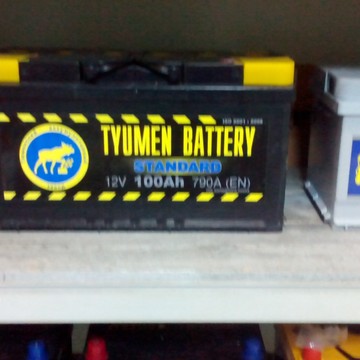 TYUMEN BATTERY
STANDARD
12V 100Ah 790A (EN)